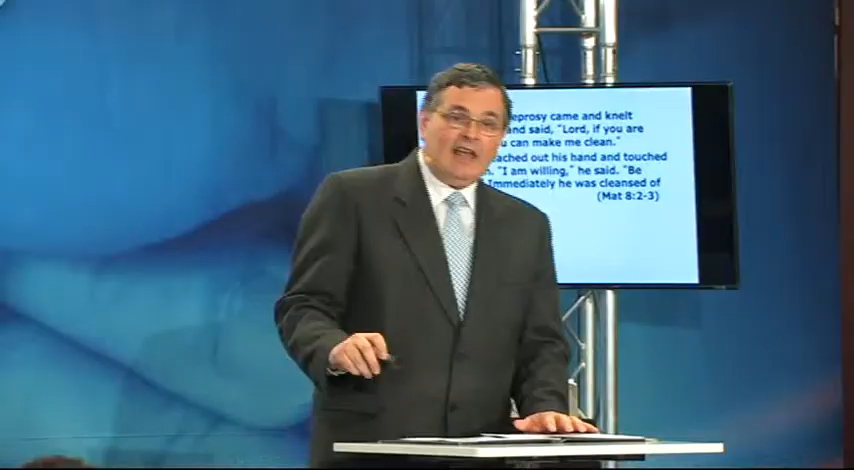 eprosy came and knelt
and said, "Lord, if you are
u can make me clean."
eached out his hand and touched
"I am willing," he said. "Be
Immediately he was cleansed of
(Mat 8:2-3)